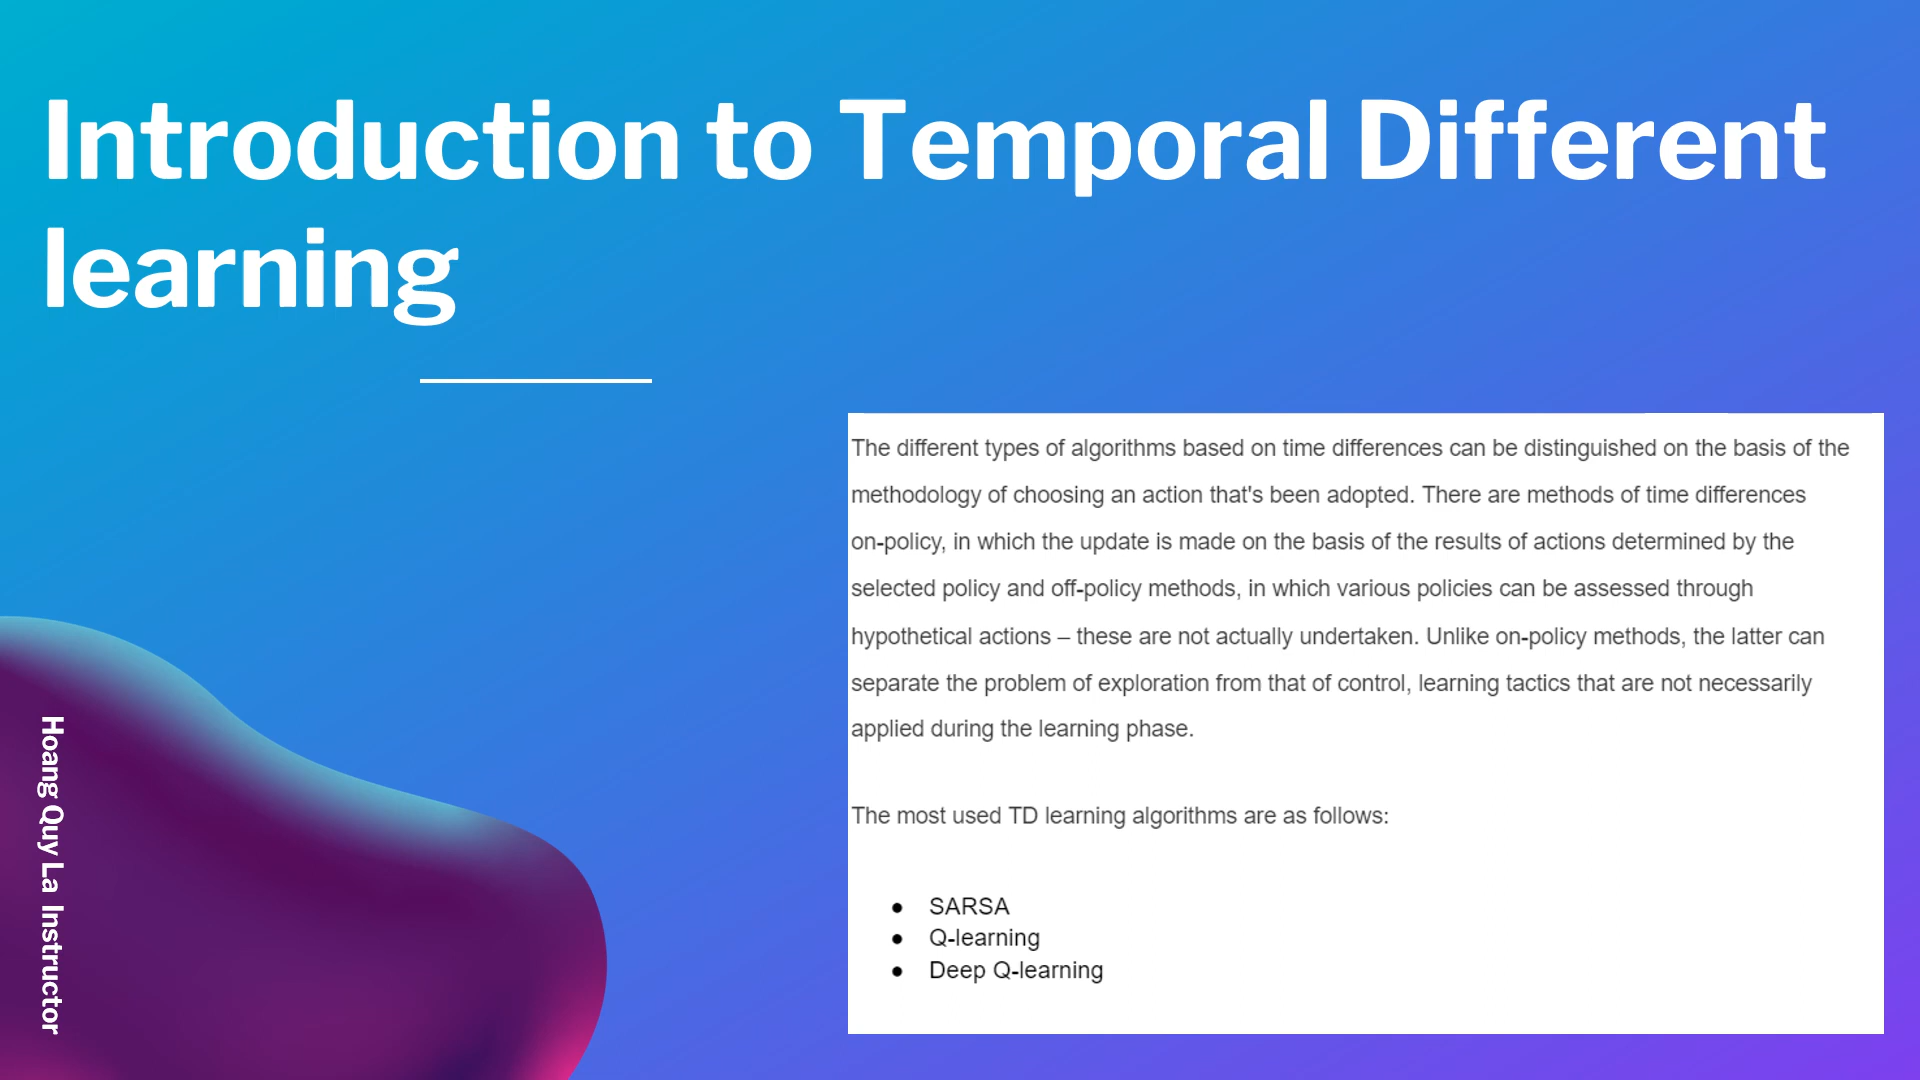 Introduction to Temporal Different
learning
The different types of algorithms based on time differences can be distinguished on the basis of the
methodology of choosing an action that's been adopted. There are methods of time differences
on-policy, in which the update is made on the basis of the results of actions determined by the
selected policy and off-policy methods, in which various policies can be assessed through
hypothetical actions – these are not actually undertaken. Unlike on-policy methods, the latter can
separate the problem of exploration from that of control, learning tactics that are not necessarily
applied during the learning phase.
The most used TD learning algorithms are as follows:
● SARSA
● Q-learning
● Deep Q-learning
Hoang Quy La Instructor